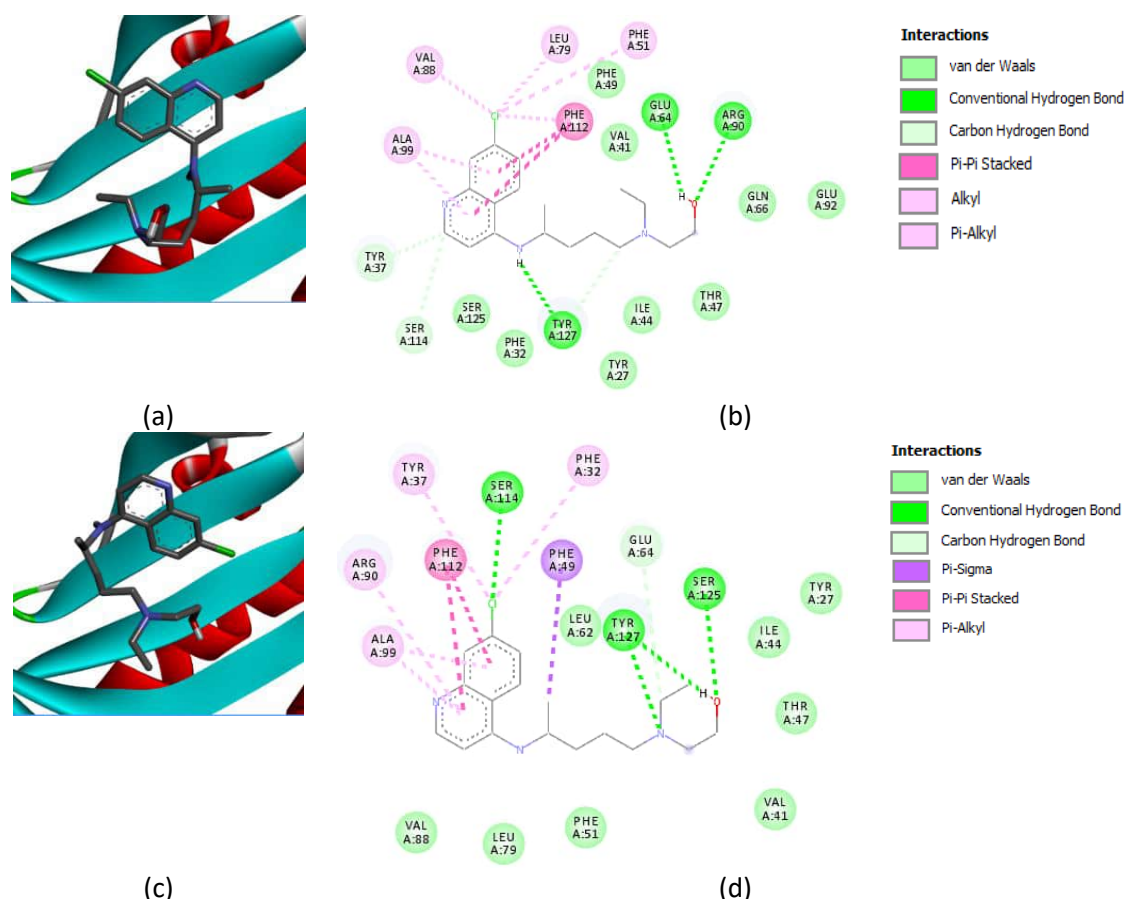 VAL
A:88
LEU
A:79
PHE
A:51
PHE
A:49
Cl
PHE
A:112
GLU
A:64
ARG
A:90
ALA
A:99
VAL
A:41
N
H
O
GLN
A:66
GLU
A:92
TYR
A:37
N
N
H
SER
A:114
SER
A:125
PHE
A:32
TYR
A:127
ILE
A:44
THR
A:47
TYR
A:27
Interactions
van der Waals
Conventional Hydrogen Bond
Carbon Hydrogen Bond
Pi-Pi Stacked
Alkyl
Pi-Alkyl
(a)
(b)
TYR
A:37
SER
A:114
PHE
A:32
ARG
A:90
PHE
A:112
PHE
A:49
GLU
A:64
SER
A:125
TYR
A:27
Cl
LEU
A:62
TYR
A:127
ILE
A:44
ALA
A:99
N
H
O
THR
A:47
N
N
VAL
A:88
LEU
A:79
PHE
A:51
VAL
A:41
Interactions
van der Waals
Conventional Hydrogen Bond
Carbon Hydrogen Bond
Pi-Sigma
Pi-Pi Stacked
Pi-Alkyl
(c)
(d)